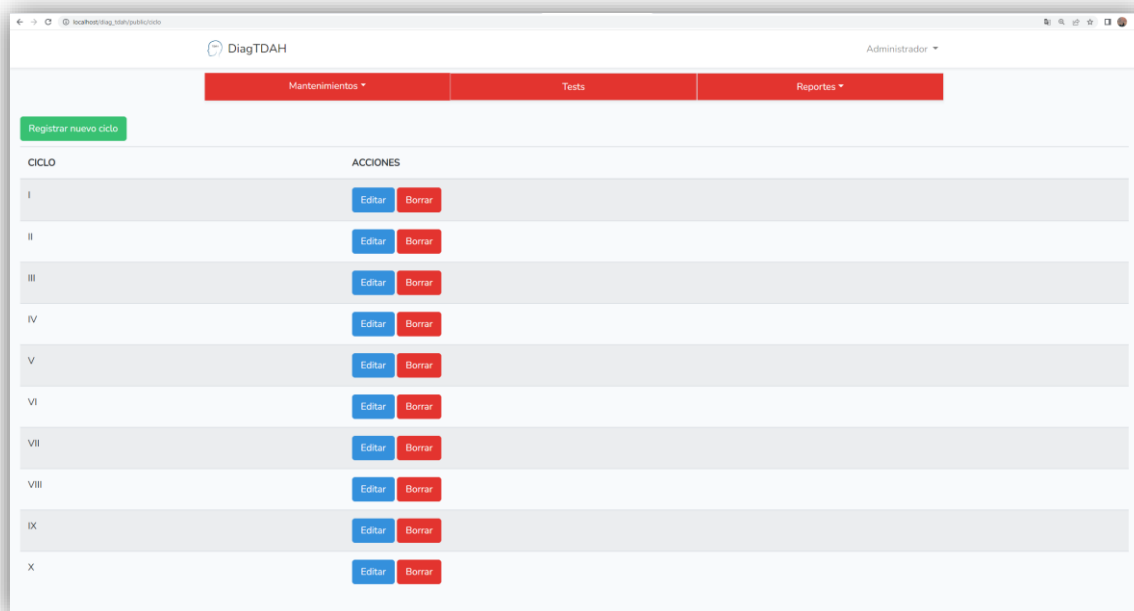 localhost/diag_tdah/public/ciclo
DiagTDAH
Administrador
Mantenimientos Tests Reportes
Registrar nuevo ciclo
CICLO ACCIONES
I Editar Borrar
II Editar Borrar
III Editar Borrar
IV Editar Borrar
V Editar Borrar
VI Editar Borrar
VII Editar Borrar
VIII Editar Borrar
IX Editar Borrar
X Editar Borrar